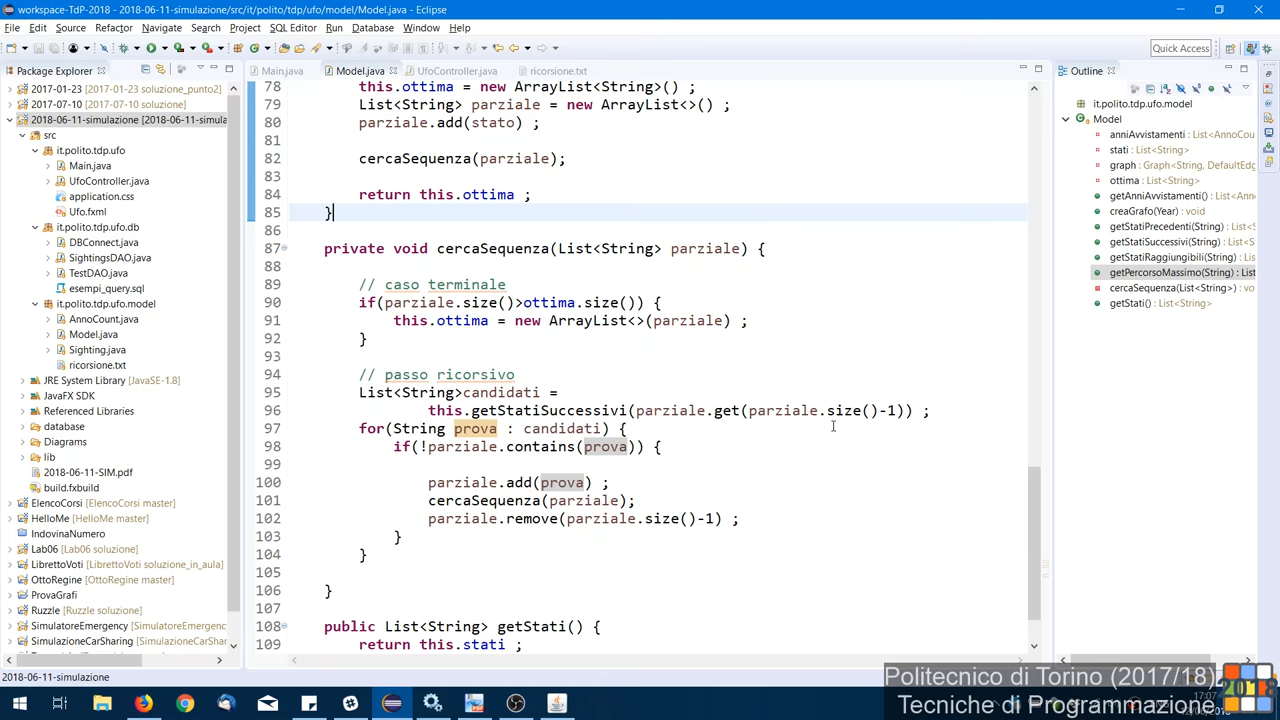 workspace-TdP-2018 - 2018-06-11-simulazione/src/it/polito/tdp/ufo/model/Model.java - Eclipse
File Edit Source Refactor Navigate Search Project SQL Editor Run Database Window Help
Quick Access
Package Explorer
2017-01-23 [2017-01-23 soluzione_punto2]
2017-07-10 [2017-07-10 soluzione]
2018-06-11-simulazione [2018-06-11-simula
src
it.polito.tdp.ufo
Main.java
UfoController.java
application.css
Ufo.fxml
it.polito.tdp.ufo.db
DBConnect.java
SightingsDAO.java
TestDAO.java
esempi_query.sql
it.polito.tdp.ufo.model
AnnoCount.java
Model.java
Sighting.java
ricorsione.txt
JRE System Library [JavaSE-1.8]
JavaFX SDK
Referenced Libraries
database
Diagrams
lib
2018-06-11-SIM.pdf
build.fxbuild
ElencoCorsi [ElencoCorsi master]
HelloMe [HelloMe master]
IndovinaNumero
Lab06 [Lab06 soluzione]
LibrettoVoti [LibrettoVoti soluzione_in_aula]
OttoRegine [OttoRegine master]
ProvaGrafi
Ruzzle [Ruzzle soluzione]
SimulatoreEmergency [SimulatoreEmergen
SimulazioneCarSharing [SimulazioneCarSha
Main.java Model.java UfoController.java ricorsione.txt
78 this.ottima = new ArrayList<String>() ;
79 List<String> parziale = new ArrayList<>() ;
80 parziale.add(stato) ;
81
82 cercaSequenza(parziale);
83
84 return this.ottima ;
85 }
86
87 private void cercaSequenza(List<String> parziale) {
88
89 // caso terminale
90 if(parziale.size()>ottima.size()) {
91 this.ottima = new ArrayList<>(parziale) ;
92 }
93
94 // passo ricorsivo
95 List<String>candidati =
96 this.getStatiSuccessivi(parziale.get(parziale.size()-1)) ;
97 for(String prova : candidati) {
98 if(!parziale.contains(prova)) {
99
100 parziale.add(prova) ;
101 cercaSequenza(parziale);
102 parziale.remove(parziale.size()-1) ;
103 }
104 }
105
106 }
107
108 public List<String> getStati() {
109 return this.stati ;
Outline
it.polito.tdp.ufo.model
Model
anniAvvistamenti : List<AnnoCou
stati : List<String>
graph : Graph<String, DefaultEdg
ottima : List<String>
getAnniAvvistamenti() : List<Ann
creaGrafo(Year) : void
getStatiPrecedenti(String) : List<S
getStatiSuccessivi(String) : List<S
getStatiRaggiungibili(String) : List
getPercorsoMassimo(String) : List
cercaSequenza(List<String>) : vo
getStati() : List<String>
2018-06-11-simulazione
Politecnico di Torino (2017/18)
Tecniche di Programmazione
2018
17:07